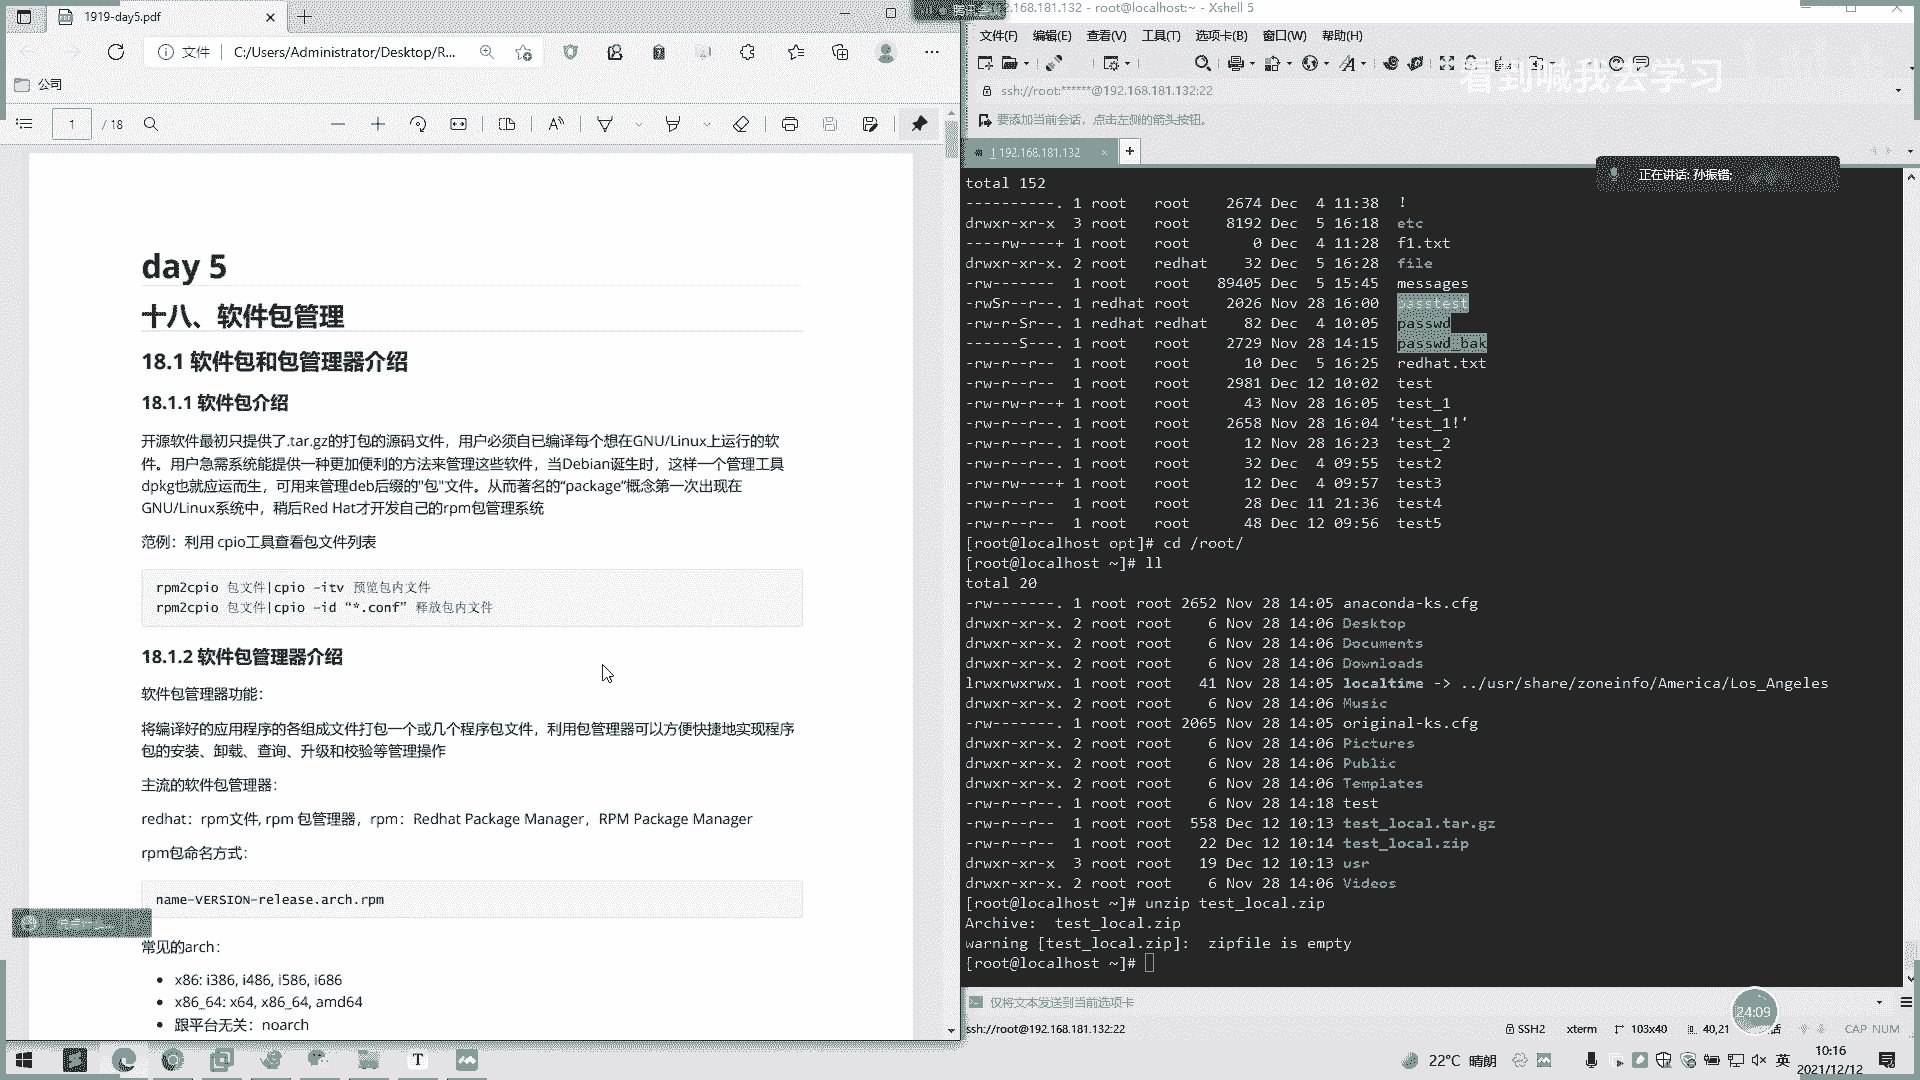 1919-day5.pdf
文件
C:/Users/Administrator/Desktop/R...
公司
1 / 18
day 5
十八、软件包管理
18.1 软件包和包管理器介绍
18.1.1 软件包介绍
开源软件最初只提供了.tar.gz的打包的源码文件，用户必须自已编译每个想在GNU/Linux上运行的软
件。用户急需系统能提供一种更加便利的方法来管理这些软件，当Debian诞生时，这样一个管理工具
dpkg也就应运而生，可用来管理deb后缀的"包"文件。从而著名的“package”概念第一次出现在
GNU/Linux系统中，稍后Red Hat才开发自己的rpm包管理系统
范例：利用 cpio工具查看包文件列表
rpm2cpio 包文件|cpio –itv 预览包内文件
rpm2cpio 包文件|cpio –id “*.conf” 释放包内文件
18.1.2 软件包管理器介绍
软件包管理器功能：
将编译好的应用程序的各组成文件打包一个或几个程序包文件，利用包管理器可以方便快捷地实现程序
包的安装、卸载、查询、升级和校验等管理操作
主流的软件包管理器：
redhat：rpm文件, rpm 包管理器，rpm：Redhat Package Manager，RPM Package Manager
rpm包命名方式：
name-VERSION-release.arch.rpm
常见的arch：
x86: i386, i486, i586, i686
x86_64: x64, x86_64, amd64
跟平台无关：noarch
192.168.181.132 - root@localhost:~ - Xshell 5
文件(F) 编辑(E) 查看(V) 工具(T) 选项卡(B) 窗口(W) 帮助(H)
看到喊我去学习
ssh://root:******@192.168.181.132:22
要添加当前会话，点击左侧的箭头按钮。
1 192.168.181.132
正在讲话: 孙振锴;
total 152
----------. 1 root   root    2674 Dec  4 11:38  !
drwxr-xr-x  3 root   root    8192 Dec  5 16:18  etc
----rw----+ 1 root   root       0 Dec  4 11:28  f1.txt
drwxr-xr-x. 2 root   redhat    32 Dec  5 16:28  file
-rw-------  1 root   root   89405 Dec  5 15:45  messages
-rwSr--r--. 1 redhat root    2026 Nov 28 16:00  passtest
-rw-r-Sr--. 1 redhat redhat    82 Dec  4 10:05  passwd
------S---. 1 root   root    2729 Nov 28 14:15  passwd_bak
-rw-r--r--  1 root   root      10 Dec  5 16:25  redhat.txt
-rw-r--r--  1 root   root    2981 Dec 12 10:02  test
-rw-rw-r--+ 1 root   root      43 Nov 28 16:05  test_1
-rw-r--r--. 1 root   root    2658 Nov 28 16:04 'test_1!'
-rw-r--r--. 1 root   root      12 Nov 28 16:23  test_2
-rw-r--r--. 1 root   root      32 Dec  4 09:55  test2
-rw-rw----+ 1 root   root      12 Dec  4 09:57  test3
-rw-r--r--  1 root   root      28 Dec 11 21:36  test4
-rw-r--r--  1 root   root      48 Dec 12 09:56  test5
[root@localhost opt]# cd /root/
[root@localhost ~]# ll
total 20
-rw-------. 1 root root 2652 Nov 28 14:05 anaconda-ks.cfg
drwxr-xr-x. 2 root root    6 Nov 28 14:06 Desktop
drwxr-xr-x. 2 root root    6 Nov 28 14:06 Documents
drwxr-xr-x. 2 root root    6 Nov 28 14:06 Downloads
lrwxrwxrwx. 1 root root   41 Nov 28 14:05 localtime -> ../usr/share/zoneinfo/America/Los_Angeles
drwxr-xr-x. 2 root root    6 Nov 28 14:06 Music
-rw-------. 1 root root 2065 Nov 28 14:05 original-ks.cfg
drwxr-xr-x. 2 root root    6 Nov 28 14:06 Pictures
drwxr-xr-x. 2 root root    6 Nov 28 14:06 Public
drwxr-xr-x. 2 root root    6 Nov 28 14:06 Templates
-rw-r--r--. 1 root root    6 Nov 28 14:18 test
-rw-r--r--  1 root root  558 Dec 12 10:13 test_local.tar.gz
-rw-r--r--  1 root root   22 Dec 12 10:14 test_local.zip
drwxr-xr-x  3 root root   19 Dec 12 10:13 usr
drwxr-xr-x. 2 root root    6 Nov 28 14:06 Videos
[root@localhost ~]# unzip test_local.zip
Archive:  test_local.zip
warning [test_local.zip]:  zipfile is empty
[root@localhost ~]#
仅将文本发送到当前选项卡
24:09
ssh://root@192.168.181.132:22
SSH2
xterm
103x40
40,21
CAP NUM
22°C 晴朗
英
10:16
2021/12/12